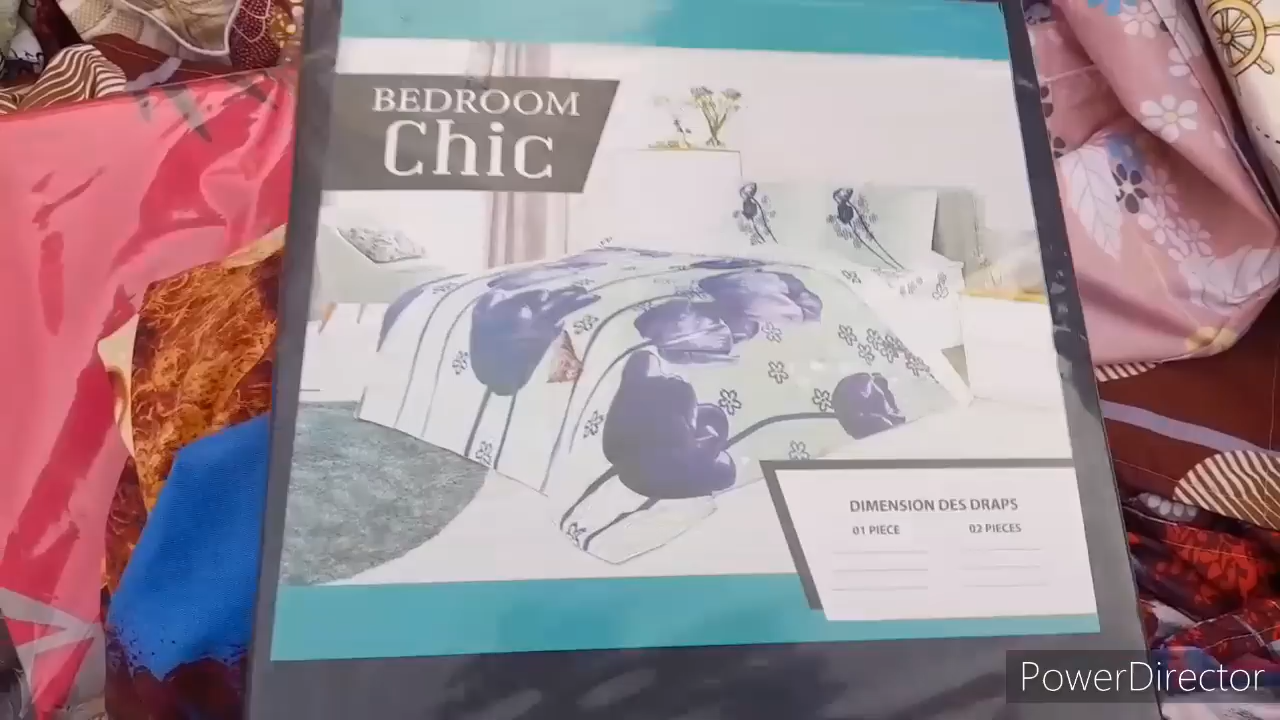 BEDROOM
Chic
DIMENSION DES DRAPS
01 PIECE 02 PIECES
PowerDirector